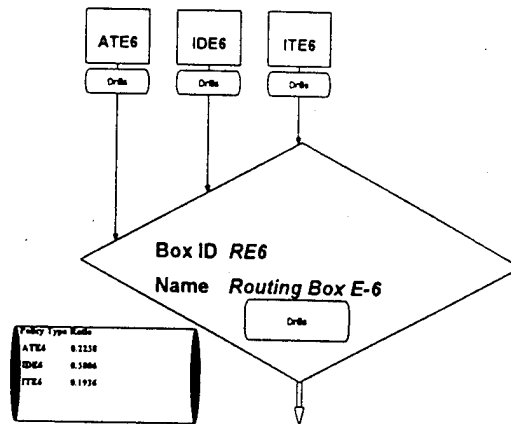 ATE6 IDE6 ITE6
Drills Drills Drills
Box ID RE6
Name Routing Box E-6
Drills
Policy Type Ratio
ATE6 0.2258
IDE6 0.5806
ITE6 0.1936